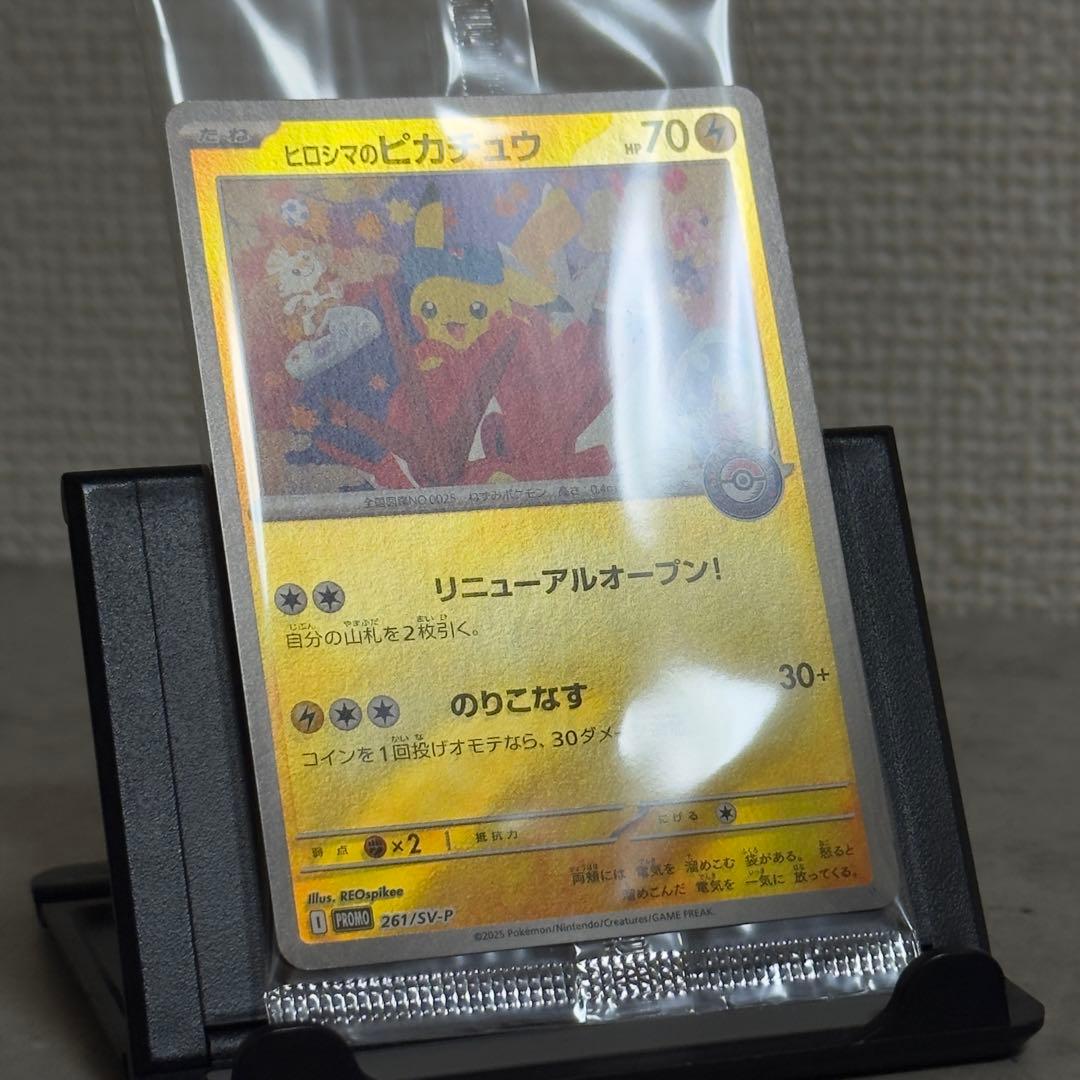 たね
ヒロシマのピカチュウ HP70
全国図鑑NO.0025 ねずみポケモン 高さ:0.4m
リニューアルオープン!
自分の山札を2枚引く。
のりこなす 30+
コインを1回投げオモテなら、30ダメ
弱点 ×2 抵抗力 にげる
両頬には 電気を 溜めこむ 袋がある。 怒ると
溜めこんだ 電気を 一気に 放ってくる。
Illus. REOspikee
I PROMO 261/SV-P
©2025 Pokémon/Nintendo/Creatures/GAME FREAK.